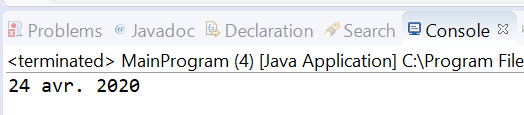 Problems @ Javadoc Declaration Search Console
<terminated> MainProgram (4) [Java Application] C:\Program File
24 avr. 2020